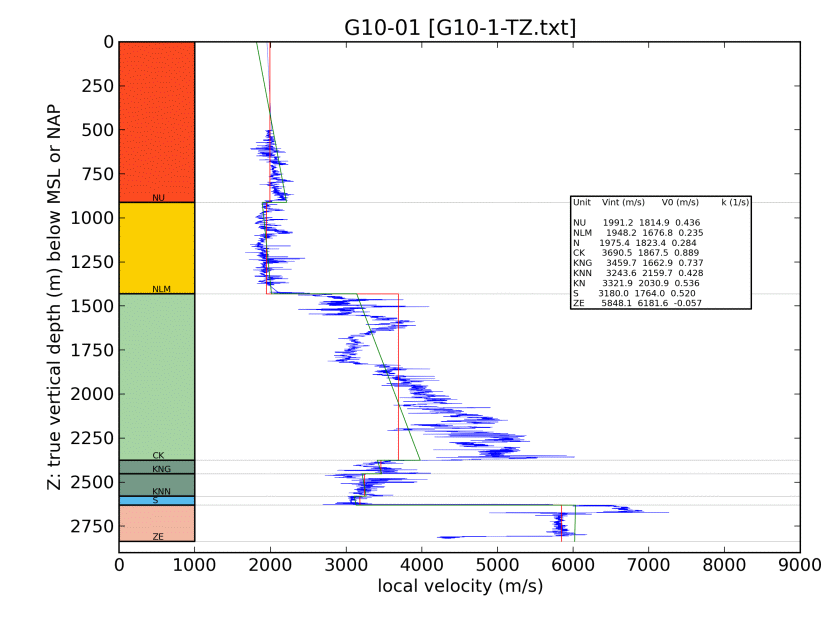 G10-01 [G10-1-TZ.txt]
Z: true vertical depth (m) below MSL or NAP
0
250
500
750
1000
1250
1500
1750
2000
2250
2500
2750
NU
NLM
CK
KNG
KNN
S
ZE
Unit Vint (m/s) V0 (m/s) k (1/s)
NU 1991.2 1814.9 0.436
NLM 1948.2 1676.8 0.235
N 1975.4 1823.4 0.284
CK 3690.5 1867.5 0.889
KNG 3459.7 1662.9 0.737
KNN 3243.6 2159.7 0.428
KN 3321.9 2030.9 0.536
S 3180.0 1764.0 0.520
ZE 5848.1 6181.6 -0.057
0 1000 2000 3000 4000 5000 6000 7000 8000 9000
local velocity (m/s)